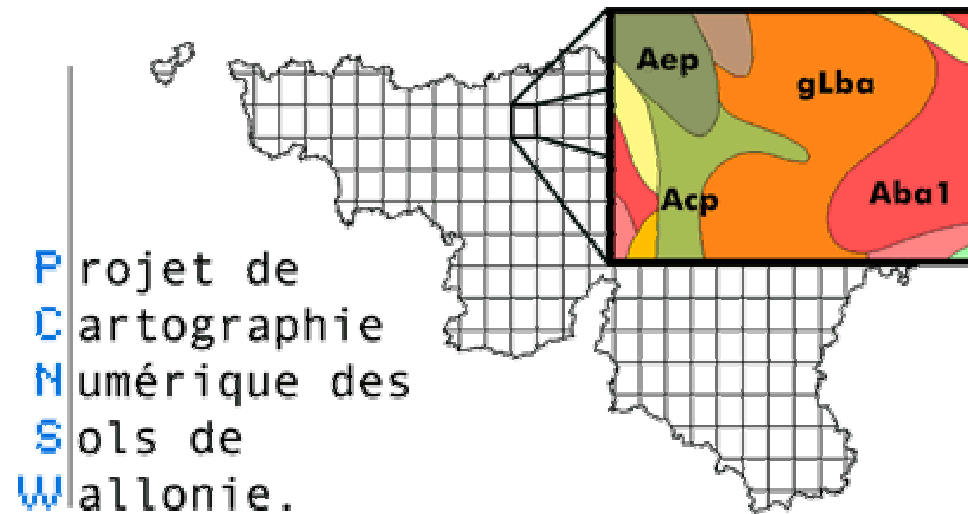 Aep
gLba
Acp
Aba1
Projet de
Cartographie
Numérique des
Sols de
Wallonie.